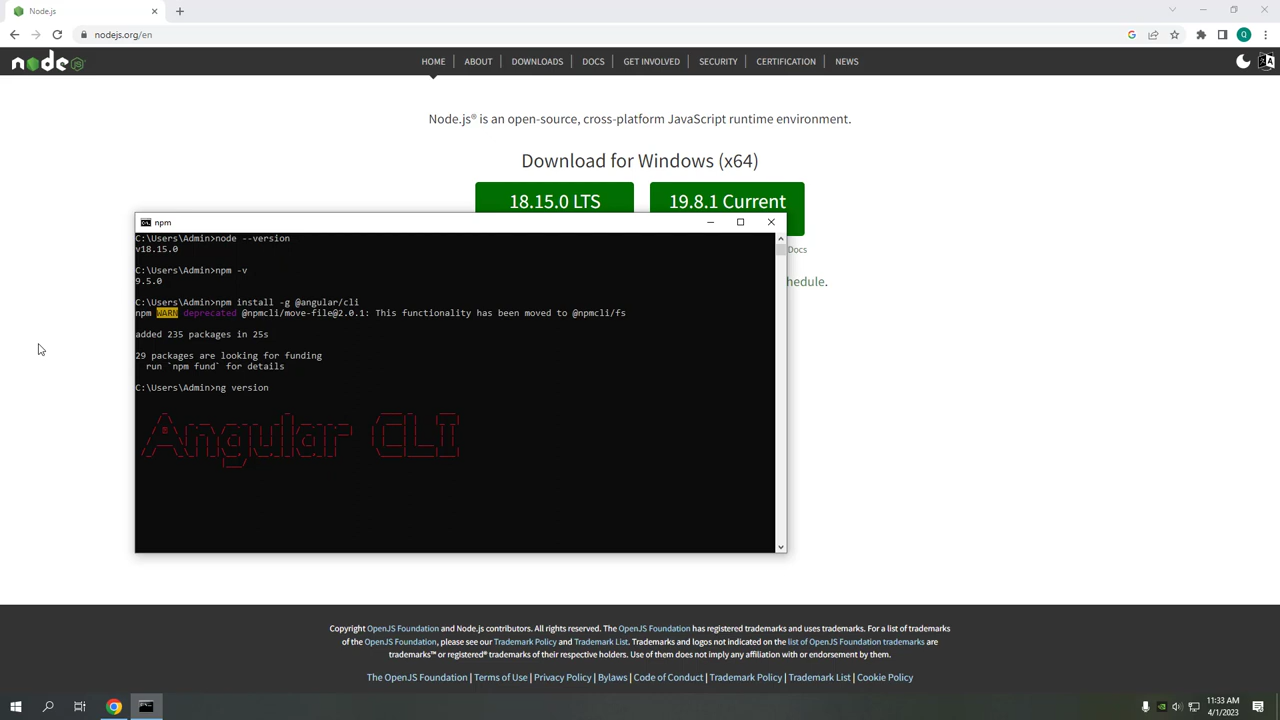 Node.js
nodejs.org/en
Q
node JS
HOME
ABOUT
DOWNLOADS
DOCS
GET INVOLVED
SECURITY
CERTIFICATION
NEWS
Node.js® is an open-source, cross-platform JavaScript runtime environment.
Download for Windows (x64)
18.15.0 LTS
19.8.1 Current
Docs
hedule.
npm
C:\Users\Admin>node --version
v18.15.0
C:\Users\Admin>npm -v
9.5.0
C:\Users\Admin>npm install -g @angular/cli
npm WARN deprecated @npmcli/move-file@2.0.1: This functionality has been moved to @npmcli/fs
added 235 packages in 25s
29 packages are looking for funding
run `npm fund` for details
C:\Users\Admin>ng version
Angular CLI
Copyright OpenJS Foundation and Node.js contributors. All rights reserved. The OpenJS Foundation has registered trademarks and uses trademarks. For a list of trademarks
of the OpenJS Foundation, please see our Trademark Policy and Trademark List. Trademarks and logos not indicated on the list of OpenJS Foundation trademarks are
trademarks™ or registered® trademarks of their respective holders. Use of them does not imply any affiliation with or endorsement by them.
The OpenJS Foundation | Terms of Use | Privacy Policy | Bylaws | Code of Conduct | Trademark Policy | Trademark List | Cookie Policy
11:33 AM
4/1/2023